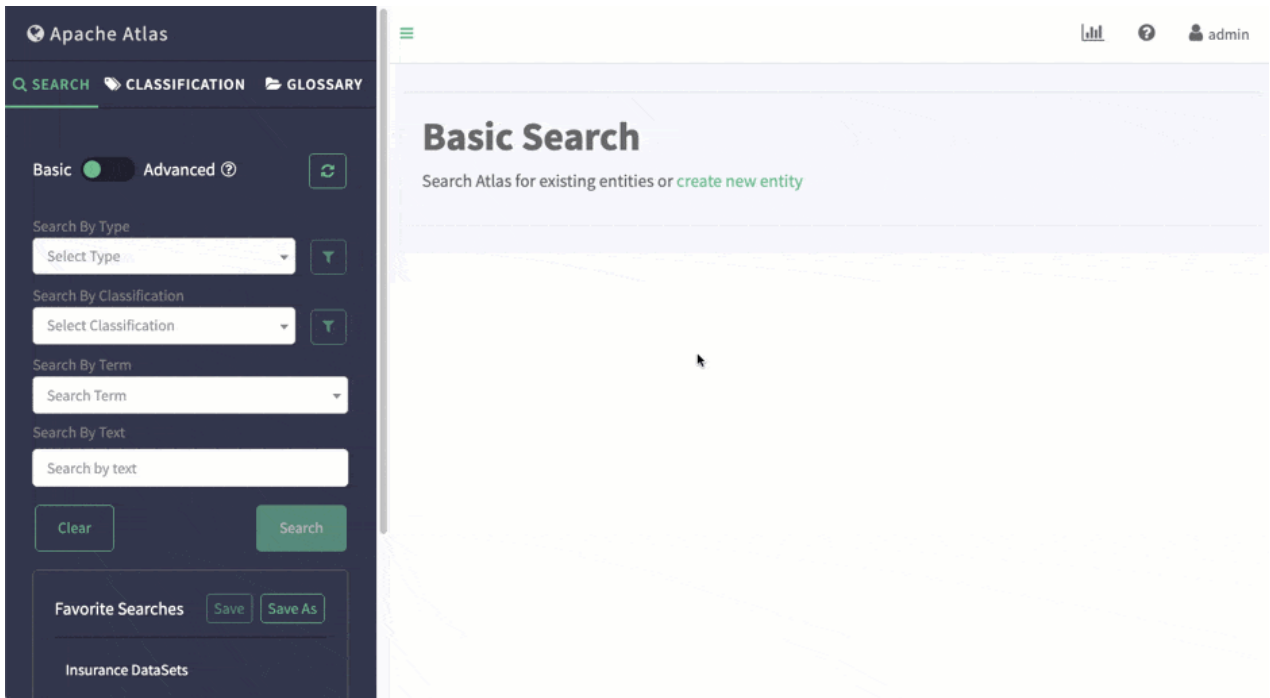 Apache Atlas
admin
SEARCH CLASSIFICATION GLOSSARY
Basic Advanced
Search By Type
Select Type
Search By Classification
Select Classification
Search By Term
Search Term
Search By Text
Search by text
Clear Search
Favorite Searches Save Save As
Insurance DataSets
Basic Search
Search Atlas for existing entities or create new entity